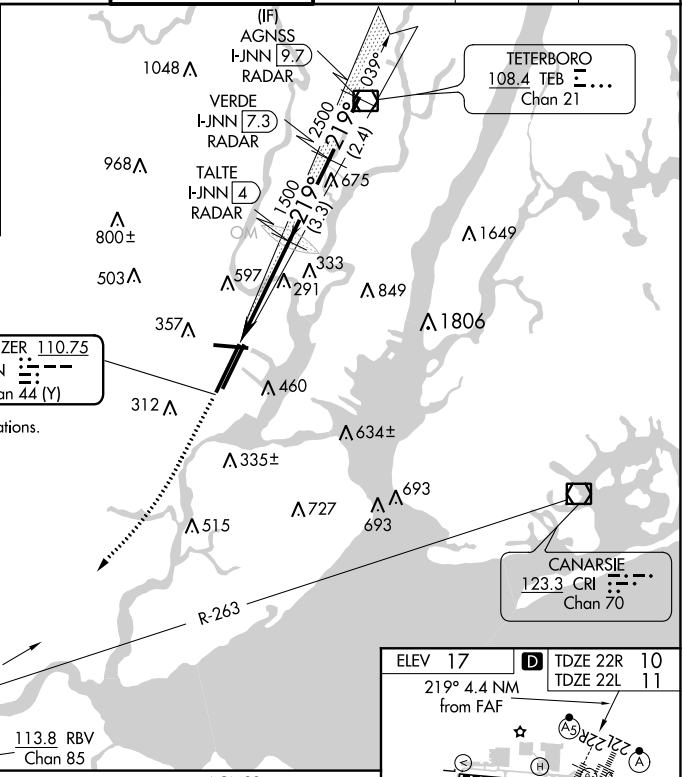 (IF)
AGNSS
I-JNN 9.7
RADAR
039°
TETERBORO
108.4 TEB
Chan 21
1048
VERDE
I-JNN 7.3
RADAR
2500
219°
(2.4)
968
675
TALTE
I-JNN 4
RADAR
1500
219°
(3.3)
800±
OM
1649
503
597
333
291
849
357
1806
ZER 110.75
N
an 44 (Y)
460
312
ations.
634±
335±
693
727
693
515
CANARSIE
123.3 CRI
Chan 70
R-263
ELEV 17
D
TDZE 22R 10
TDZE 22L 11
219° 4.4 NM
from FAF
113.8 RBV
Chan 85
A5
22R
22L
A
V
H